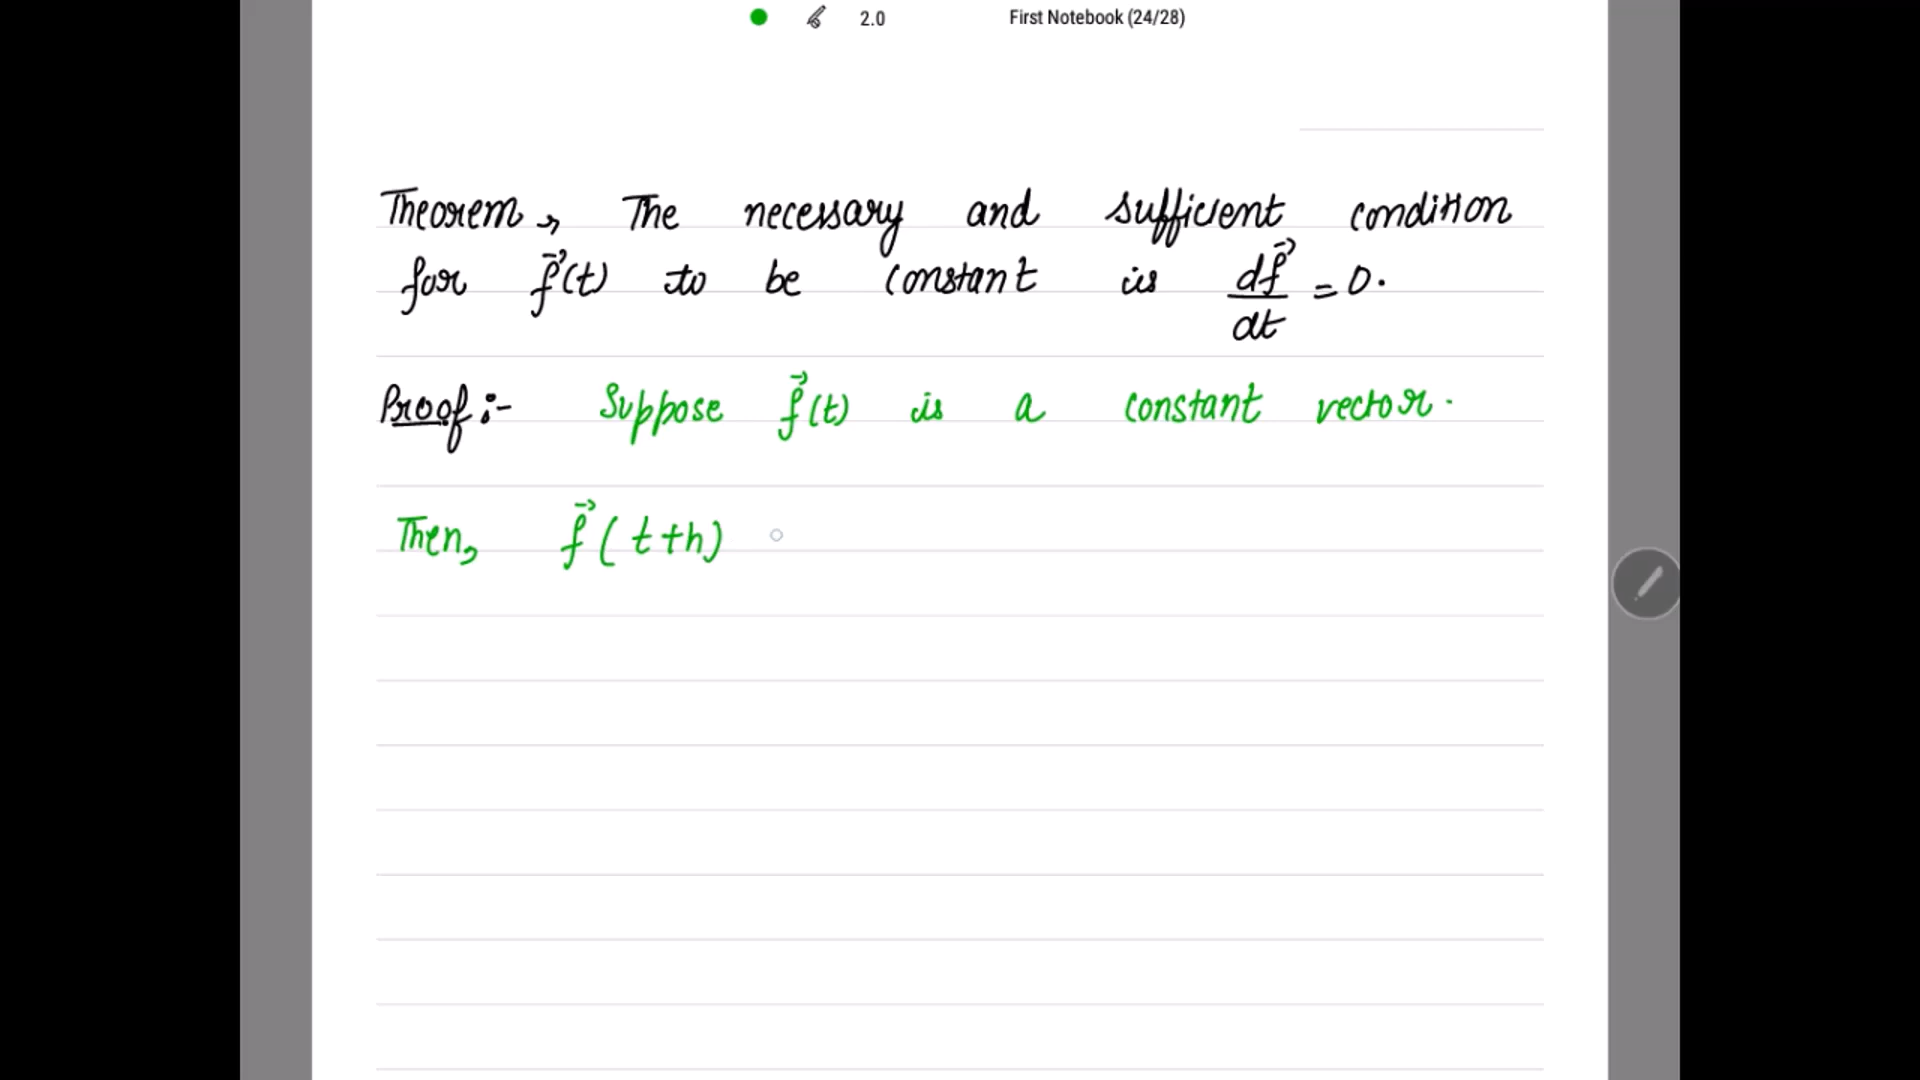 2.0 First Notebook (24/28)
Theorem → The necessary and sufficient condition
for f⃗(t) to be constant is df⃗/dt = 0.
Proof :- Suppose f⃗(t) is a constant vector.
Then, f⃗(t+h)